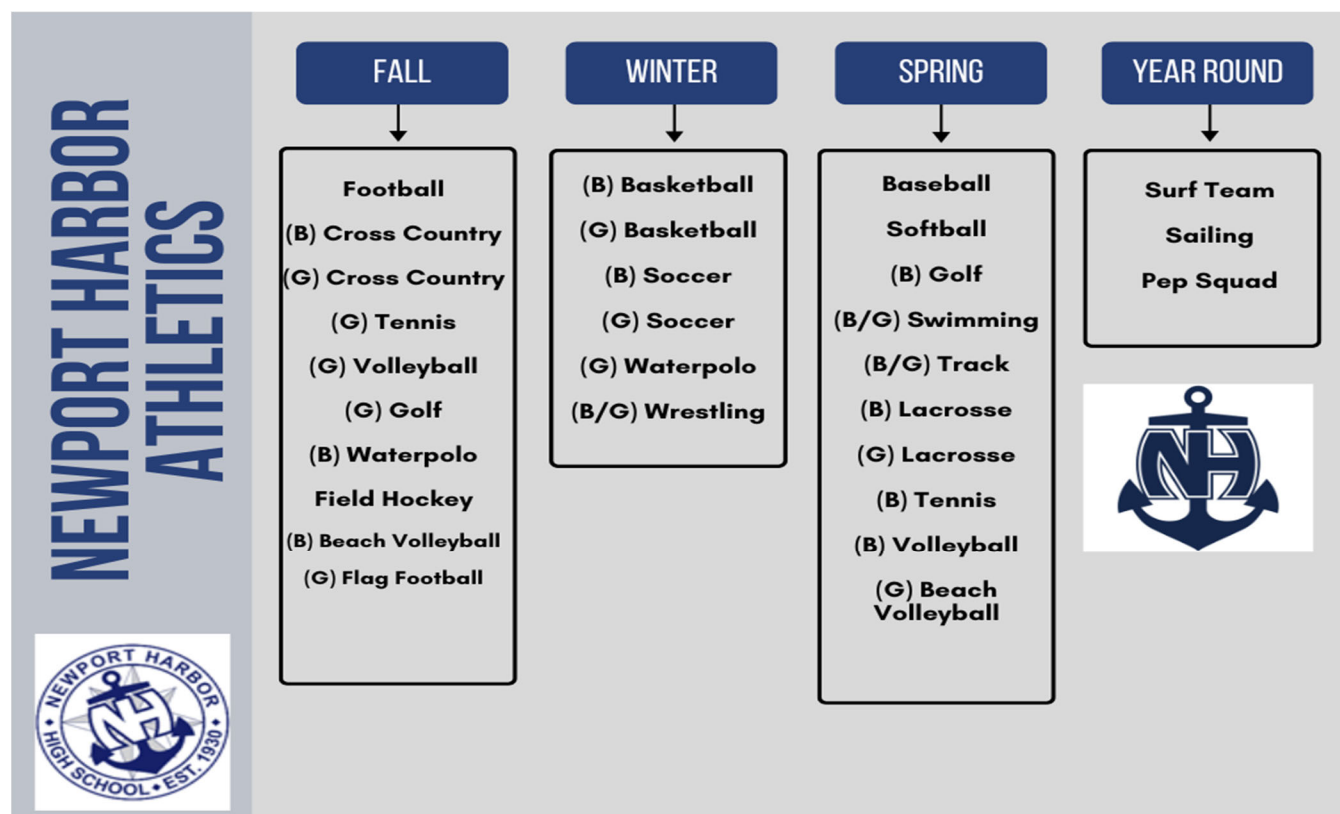 NEWPORT HARBOR
ATHLETICS
FALL
Football
(B) Cross Country
(G) Cross Country
(G) Tennis
(G) Volleyball
(G) Golf
(B) Waterpolo
Field Hockey
(B) Beach Volleyball
(G) Flag Football
WINTER
(B) Basketball
(G) Basketball
(B) Soccer
(G) Soccer
(G) Waterpolo
(B/G) Wrestling
SPRING
Baseball
Softball
(B) Golf
(B/G) Swimming
(B/G) Track
(B) Lacrosse
(G) Lacrosse
(B) Tennis
(B) Volleyball
(G) Beach
Volleyball
YEAR ROUND
Surf Team
Sailing
Pep Squad
NH
NEWPORT HARBOR
HIGH SCHOOL • EST. 1930
NH